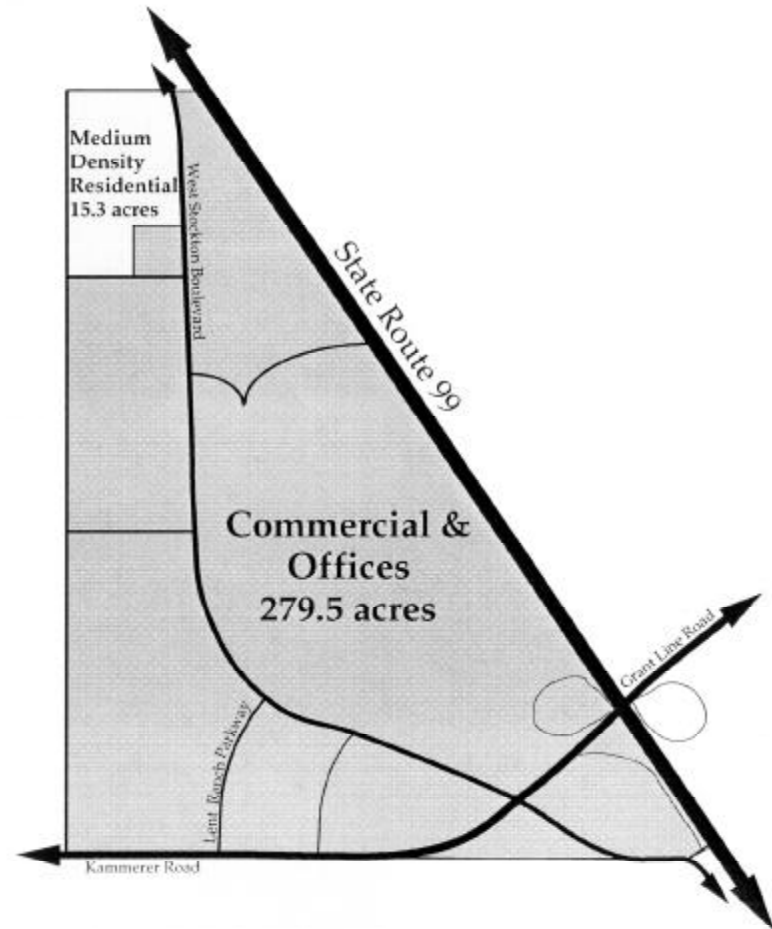 Medium
Density
Residential
15.3 acres
West Stockton Boulevard
State Route 99
Commercial &
Offices
279.5 acres
Grant Line Road
Lent Ranch Parkway
Kammerer Road